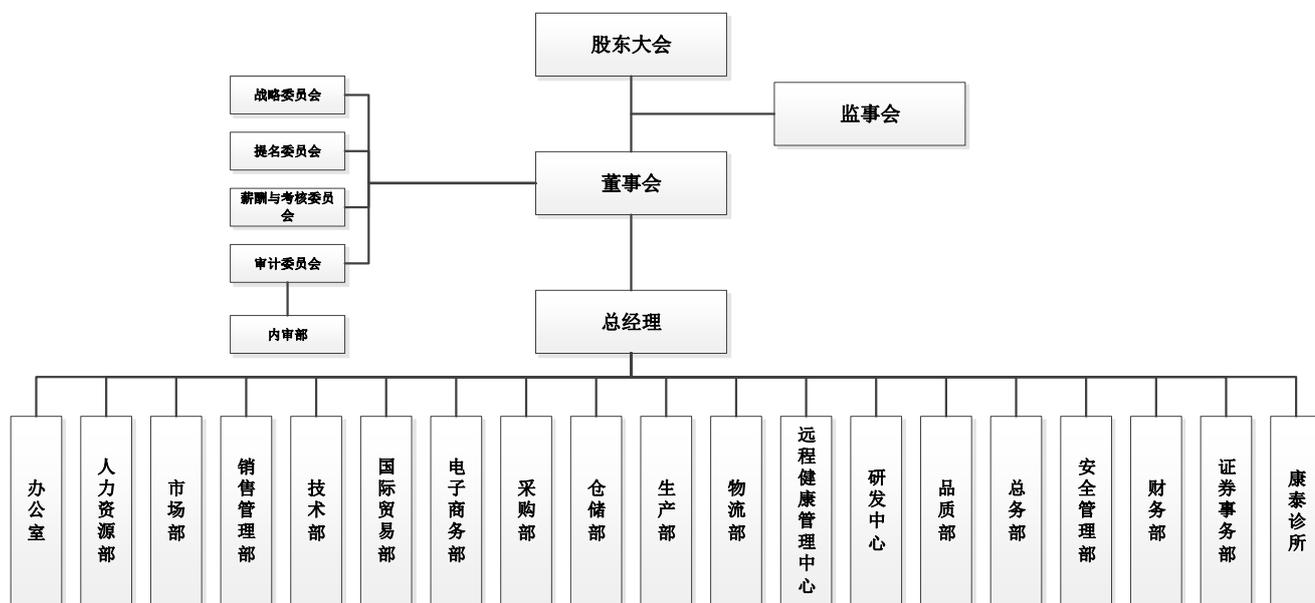 股东大会
监事会
战略委员会
提名委员会
董事会
薪酬与考核委员
会
审计委员会
总经理
内审部
办公室
人力资源部
市场部
销售管理部
技术部
国际贸易部
电子商务部
采购部
仓储部
生产部
物流部
远程健康管理中心
研发中心
品质部
总务部
安全管理部
财务部
证券事务部
康泰诊所